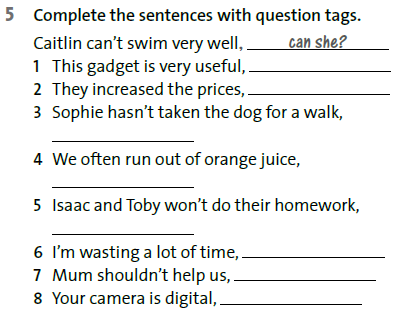 5 Complete the sentences with question tags.
Caitlin can't swim very well, can she?
1 This gadget is very useful,
2 They increased the prices,
3 Sophie hasn't taken the dog for a walk,
4 We often run out of orange juice,
5 Isaac and Toby won't do their homework,
6 I'm wasting a lot of time,
7 Mum shouldn't help us,
8 Your camera is digital,